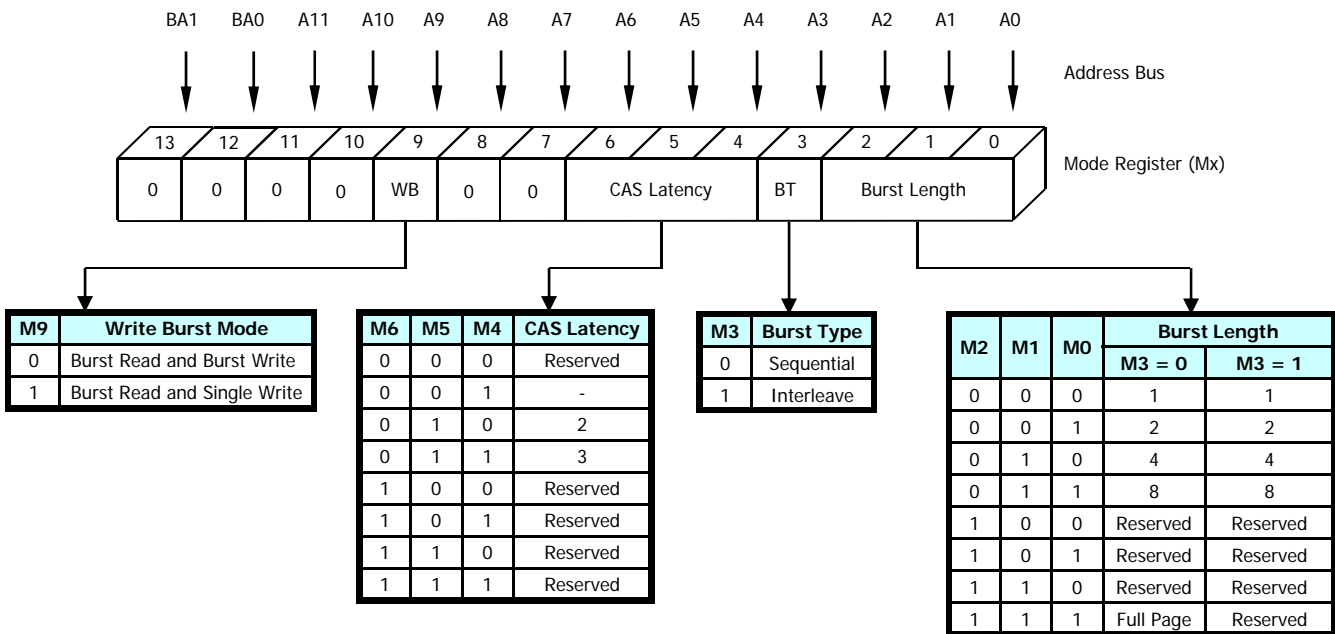 BA1 BA0 A11 A10 A9 A8 A7 A6 A5 A4 A3 A2 A1 A0
Address Bus
13 12 11 10 9 8 7 6 5 4 3 2 1 0
Mode Register (Mx)
0 0 0 0 WB 0 0 CAS Latency BT Burst Length
M9 Write Burst Mode
0 Burst Read and Burst Write
1 Burst Read and Single Write
M6 M5 M4 CAS Latency
0 0 0 Reserved
0 0 1 -
0 1 0 2
0 1 1 3
1 0 0 Reserved
1 0 1 Reserved
1 1 0 Reserved
1 1 1 Reserved
M3 Burst Type
0 Sequential
1 Interleave
M2 M1 M0 Burst Length
M3 = 0 M3 = 1
0 0 0 1 1
0 0 1 2 2
0 1 0 4 4
0 1 1 8 8
1 0 0 Reserved Reserved
1 0 1 Reserved Reserved
1 1 0 Reserved Reserved
1 1 1 Full Page Reserved